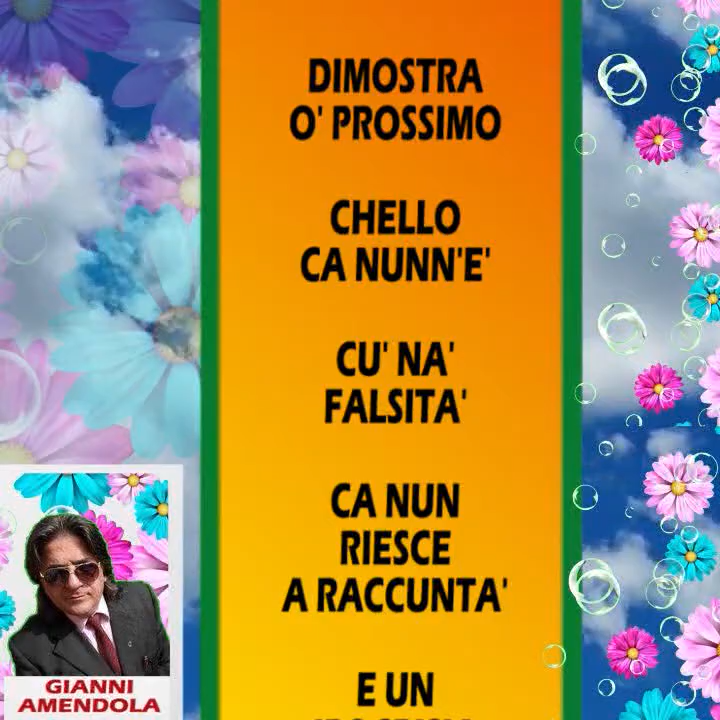 DIMOSTRA
O' PROSSIMO
CHELLO
CA NUNN'E'
CU' NA'
FALSITA'
CA NUN
RIESCE
A RACCUNTA'
E UN
GIANNI
AMENDOLA